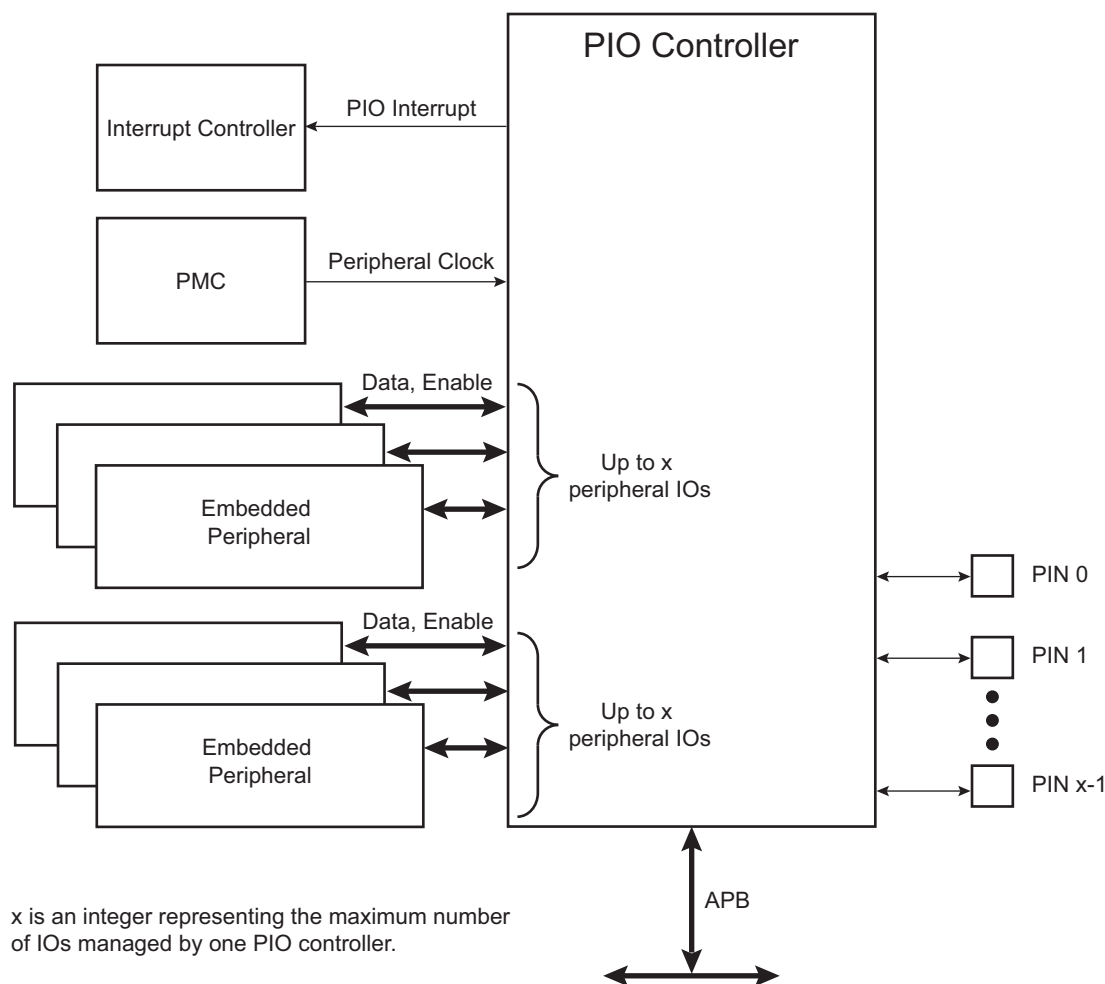 PIO Controller
PIO Interrupt
Interrupt Controller
Peripheral Clock
PMC
Data, Enable
Up to x
peripheral IOs
Embedded
Peripheral
PIN 0
Data, Enable
PIN 1
Up to x
peripheral IOs
Embedded
Peripheral
PIN x-1
APB
x is an integer representing the maximum number
of IOs managed by one PIO controller.